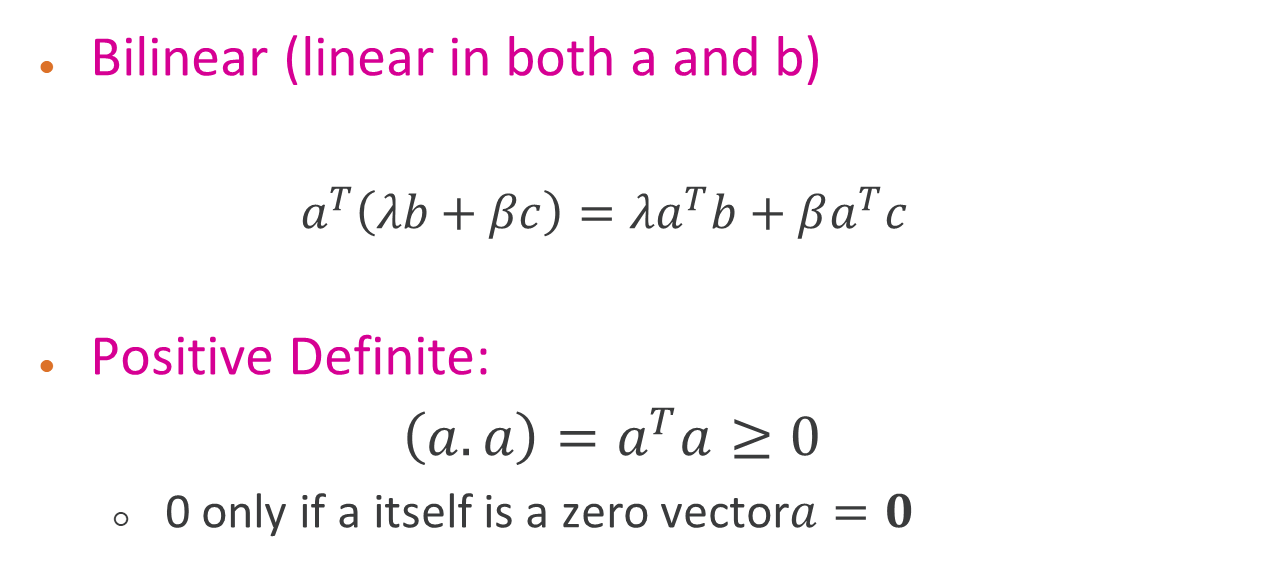 • Bilinear (linear in both a and b)
𝑎ᵀ(𝜆𝑏 + 𝛽𝑐) = 𝜆𝑎ᵀ𝑏 + 𝛽𝑎ᵀ𝑐
• Positive Definite:
(𝑎. 𝑎) = 𝑎ᵀ𝑎 ≥ 0
○ 0 only if a itself is a zero vector𝑎 = 𝟎